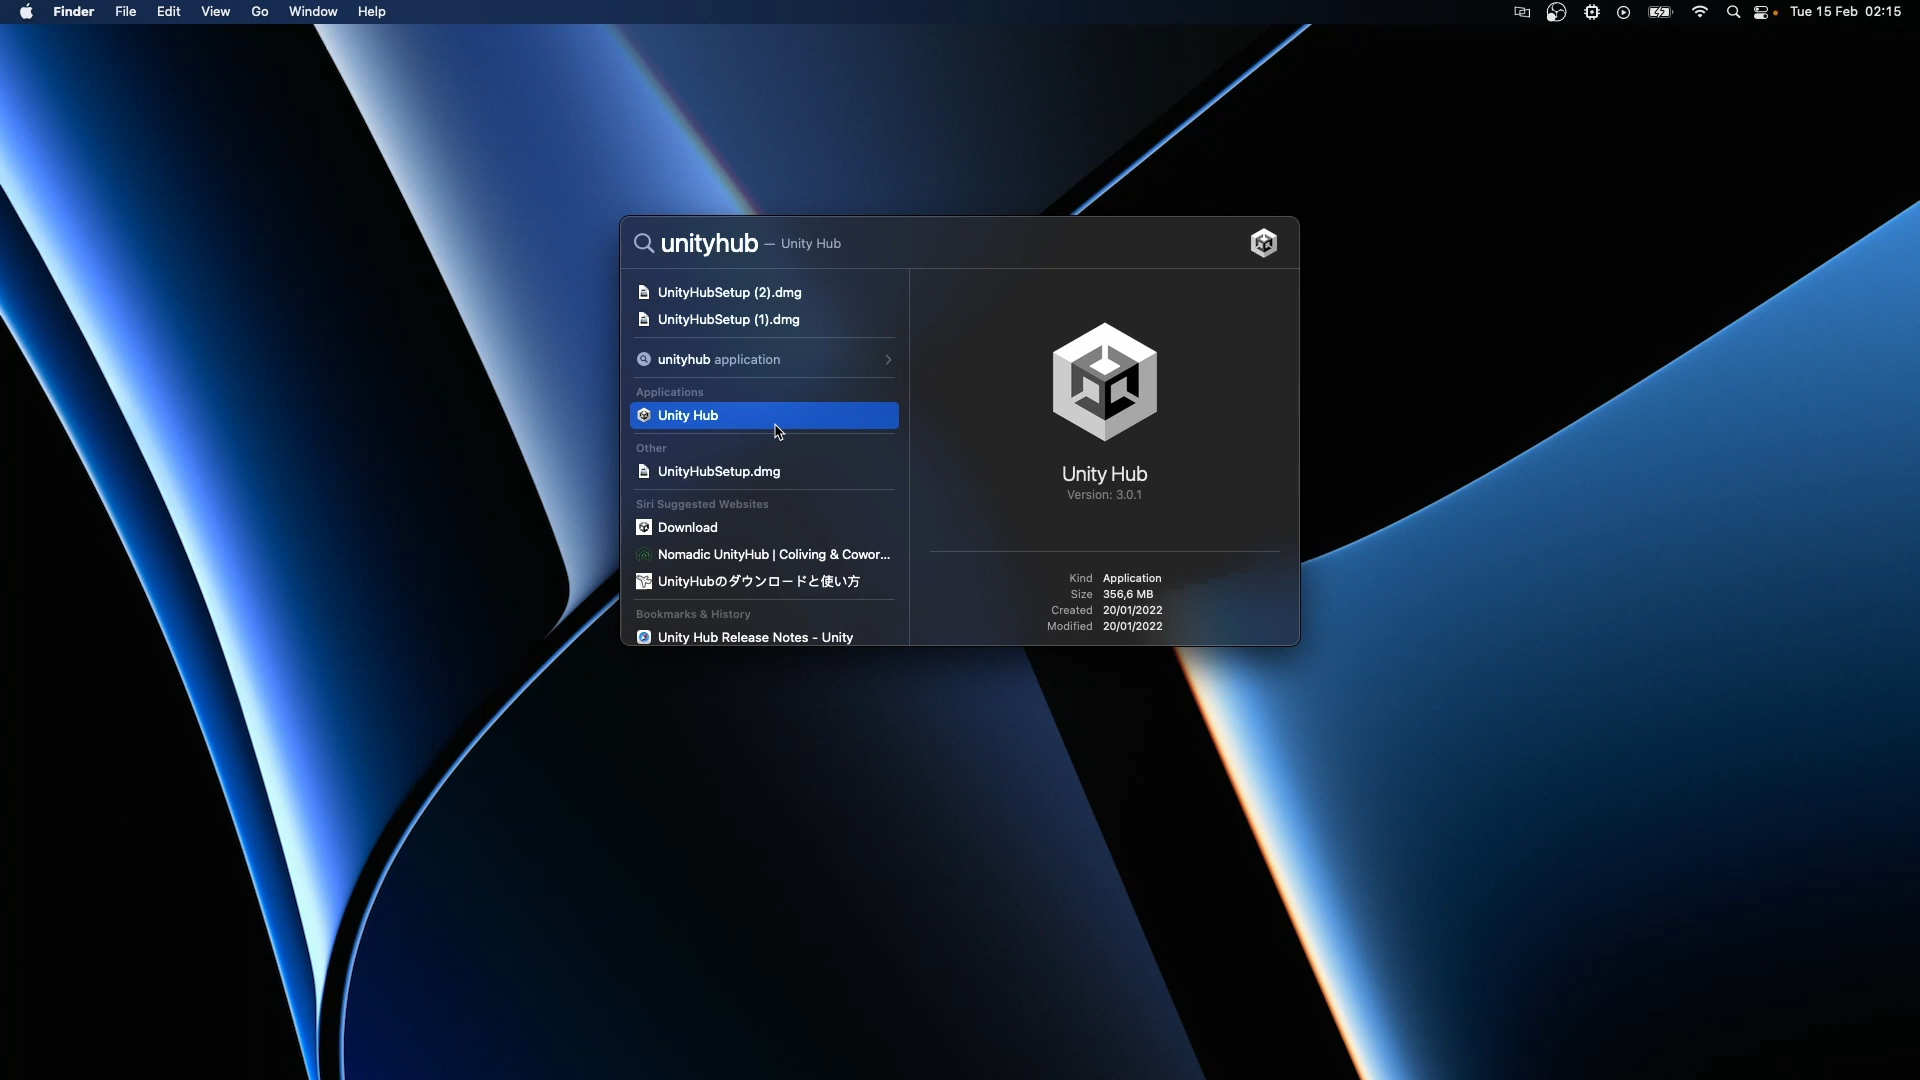 Finder File Edit View Go Window Help
Tue 15 Feb 02:15
unityhub — Unity Hub
UnityHubSetup (2).dmg
UnityHubSetup (1).dmg
unityhub application
Applications
Unity Hub
Other
UnityHubSetup.dmg
Siri Suggested Websites
Download
Nomadic UnityHub | Coliving & Cowor...
UnityHubのダウンロードと使い方
Bookmarks & History
Unity Hub Release Notes - Unity
Unity Hub
Version: 3.0.1
Kind Application
Size 356,6 MB
Created 20/01/2022
Modified 20/01/2022